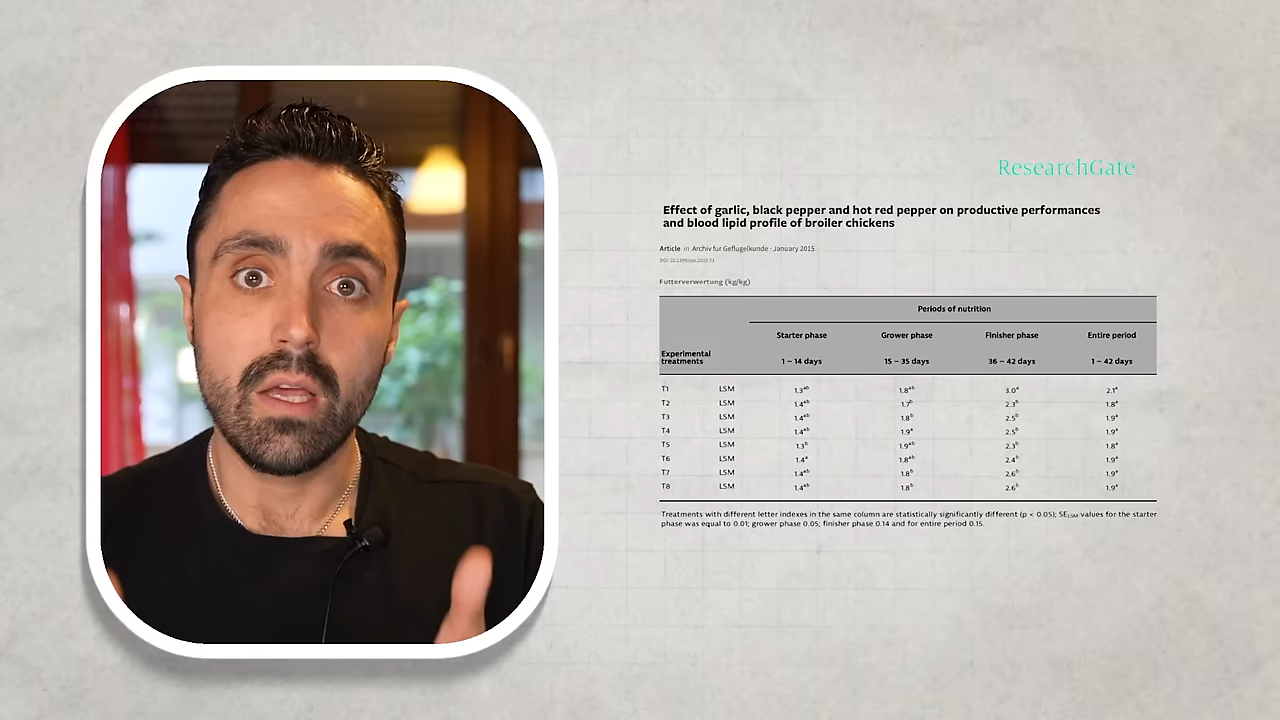 ResearchGate
Effect of garlic, black pepper and hot red pepper on productive performances
and blood lipid profile of broiler chickens
Article in Archiv fur Geflugelkunde · January 2015
Futterverwertung (kg/kg)
Periods of nutrition
Starter phase Grower phase Finisher phase Entire period
Experimental
treatments 1 – 14 days 15 – 35 days 36 – 42 days 1 – 42 days
T1 LSM 1.3ab 1.8ab 3.0a 2.1a
T2 LSM 1.4ab 1.7b 2.3b 1.8a
T3 LSM 1.4ab 1.8b 2.5b 1.9a
T4 LSM 1.4ab 1.9a 2.5b 1.9a
T5 LSM 1.3b 1.9ab 2.3b 1.8a
T6 LSM 1.4a 1.8ab 2.4b 1.9a
T7 LSM 1.4ab 1.8b 2.6b 1.9a
T8 LSM 1.4ab 1.8b 2.6b 1.9a
Treatments with different letter indexes in the same column are statistically significantly different (p < 0.05); SELSM values for the starter
phase was equal to 0.01; grower phase 0.05; finisher phase 0.14 and for entire period 0.15.